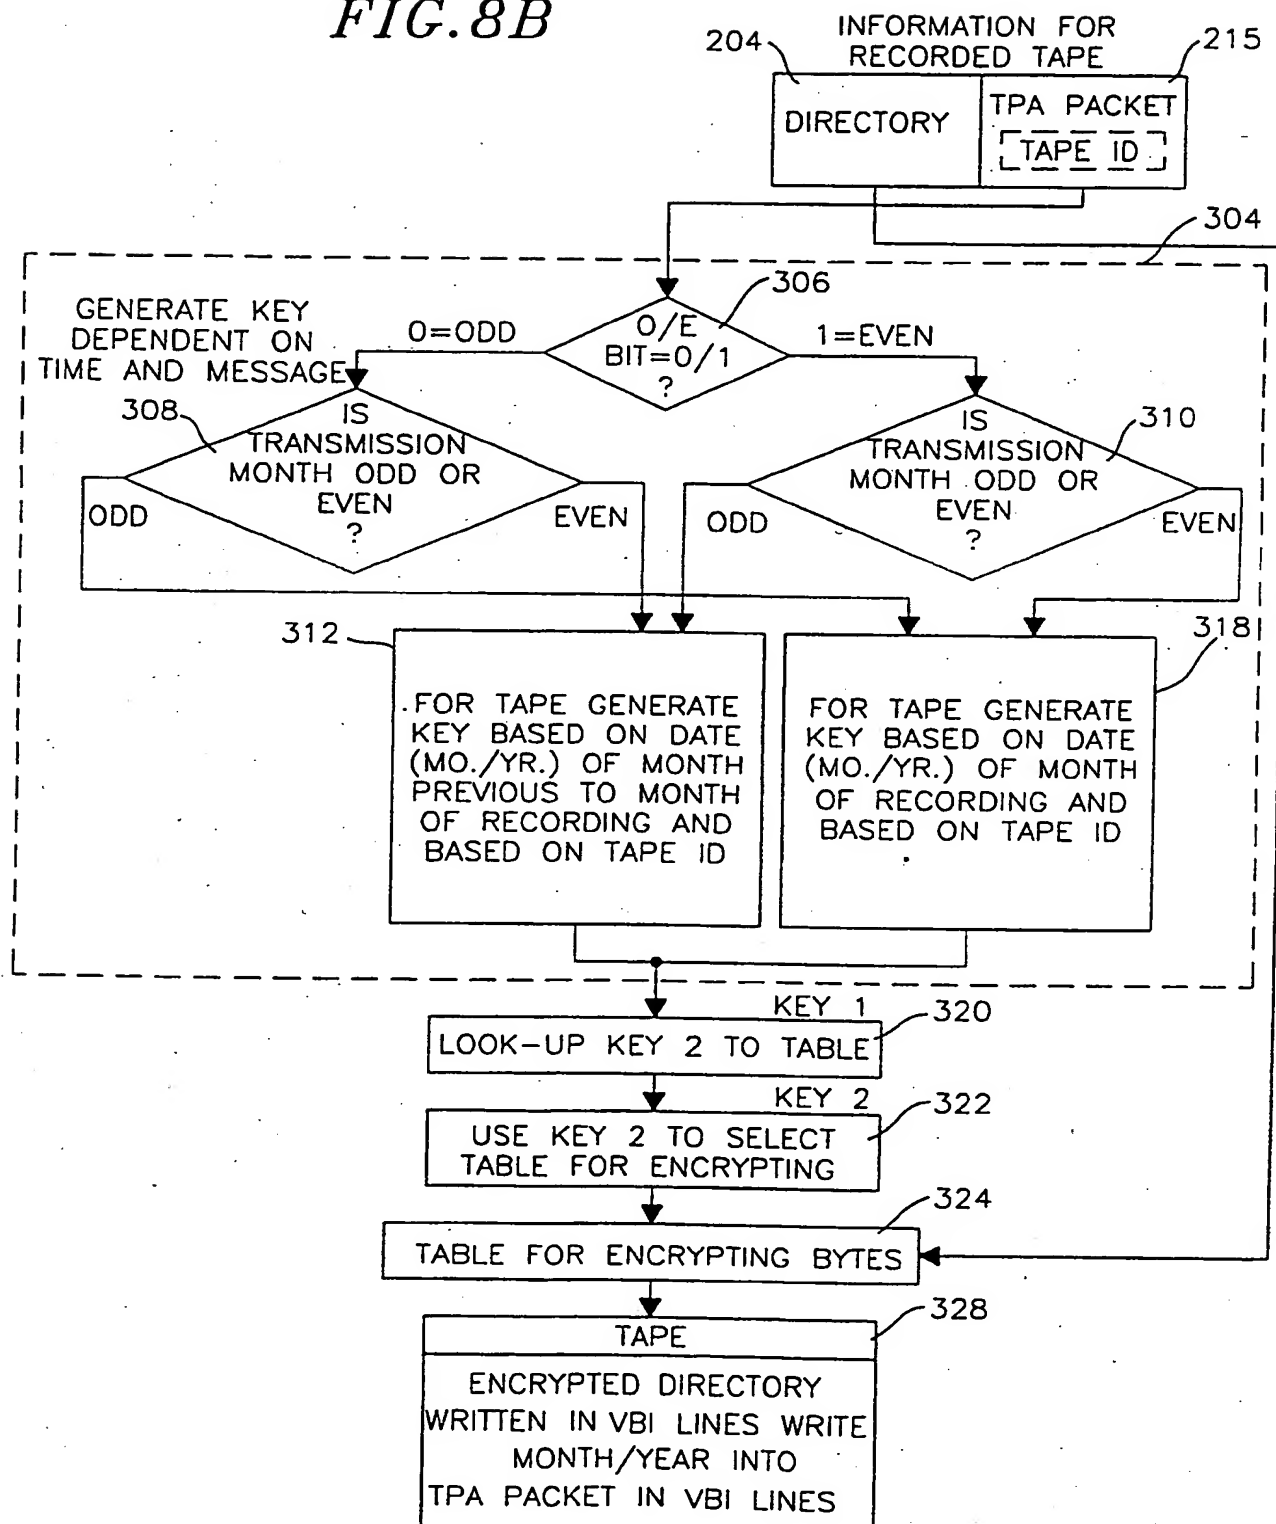 FIG.8B
INFORMATION FOR
RECORDED TAPE
204
215
DIRECTORY
TPA PACKET
TAPE ID
304
306
GENERATE KEY
DEPENDENT ON
TIME AND MESSAGE
0=ODD
O/E
BIT=0/1
?
1=EVEN
308
IS
TRANSMISSION
MONTH ODD OR
EVEN
?
ODD
EVEN
310
IS
TRANSMISSION
MONTH ODD OR
EVEN
?
ODD
EVEN
312
FOR TAPE GENERATE
KEY BASED ON DATE
(MO./YR.) OF MONTH
PREVIOUS TO MONTH
OF RECORDING AND
BASED ON TAPE ID
318
FOR TAPE GENERATE
KEY BASED ON DATE
(MO./YR.) OF MONTH
OF RECORDING AND
BASED ON TAPE ID
KEY 1
320
LOOK-UP KEY 2 TO TABLE
KEY 2
322
USE KEY 2 TO SELECT
TABLE FOR ENCRYPTING
324
TABLE FOR ENCRYPTING BYTES
328
TAPE
ENCRYPTED DIRECTORY
WRITTEN IN VBI LINES WRITE
MONTH/YEAR INTO
TPA PACKET IN VBI LINES